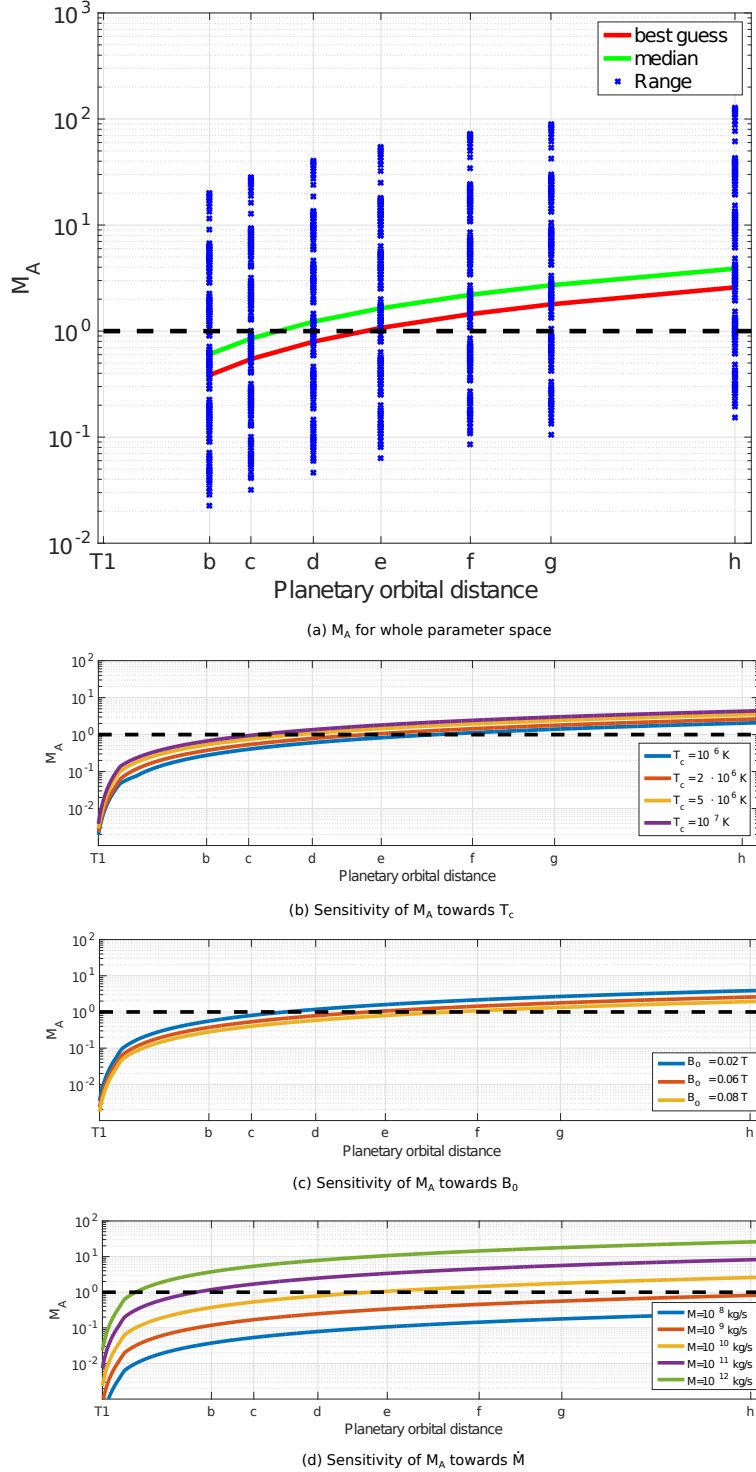 10^3
10^2
10^1
10^0
10^-1
10^-2
M_A
best guess
median
Range
T1 b c d e f g h
Planetary orbital distance
(a) M_A for whole parameter space
10^2
10^1
10^0
10^-1
10^-2
M_A
T_c = 10^6 K
T_c = 2 · 10^6 K
T_c = 5 · 10^6 K
T_c = 10^7 K
T1 b c d e f g h
Planetary orbital distance
(b) Sensitivity of M_A towards T_c
10^2
10^1
10^0
10^-1
10^-2
M_A
B_o = 0.02 T
B_o = 0.06 T
B_o = 0.08 T
T1 b c d e f g h
Planetary orbital distance
(c) Sensitivity of M_A towards B_0
10^2
10^1
10^0
10^-1
10^-2
M_A
M=10^8 kg/s
M=10^9 kg/s
M=10^10 kg/s
M=10^11 kg/s
M=10^12 kg/s
T1 b c d e f g h
Planetary orbital distance
(d) Sensitivity of M_A towards Ṁ